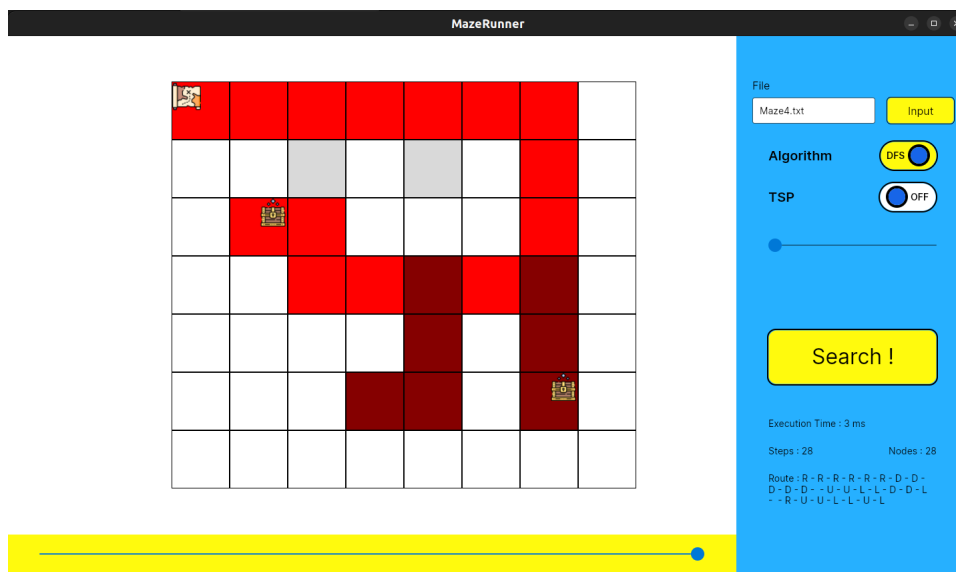 MazeRunner
File
Maze4.txt
Input
Algorithm
DFS
TSP
OFF
Search !
Execution Time : 3 ms
Steps : 28
Nodes : 28
Route : R - R - R - R - R - R - D - D -
D - D - D -  - U - U - L - L - D - D - L
-  - R - U - U - L - L - U - L